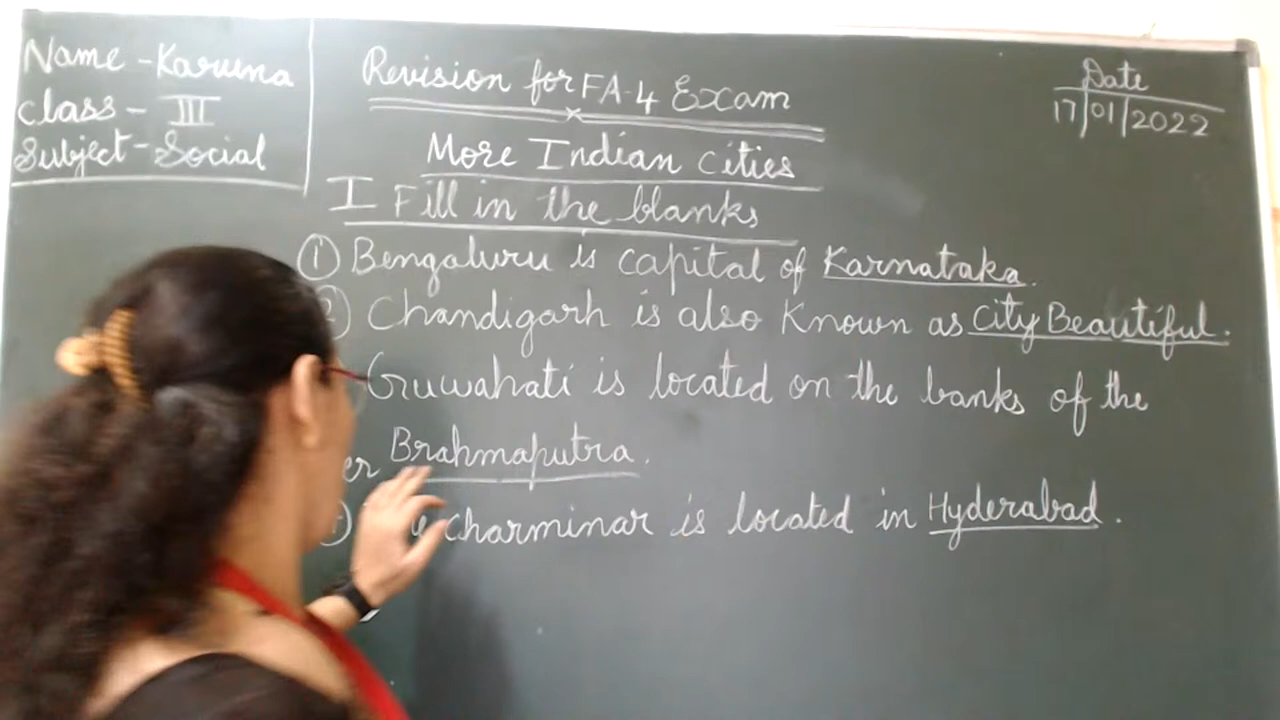 Name - Karuna
Class - III
Subject - Social
Revision for FA-4 Exam
Date
17/01/2022
More Indian Cities
I Fill in the blanks
① Bengaluru is capital of Karnataka.
2) Chandigarh is also Known as City Beautiful.
Guwahati is located on the banks of the
er Brahmaputra.
Charminar is located in Hyderabad.